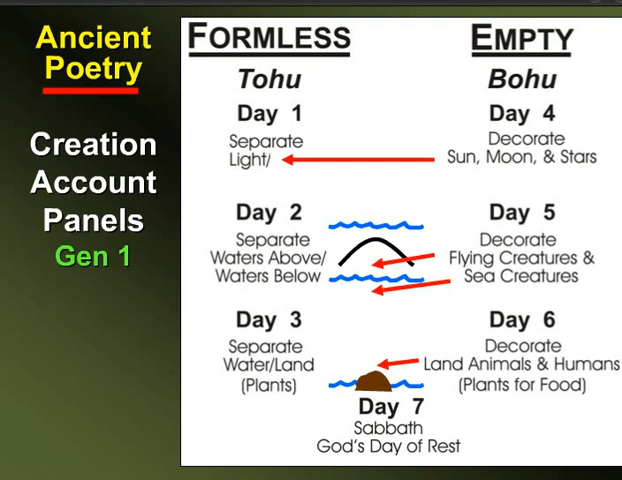 Ancient
Poetry
Creation
Account
Panels
Gen 1
FORMLESS
Tohu
Day 1
Separate
Light/
Day 2
Separate
Waters Above/
Waters Below
Day 3
Separate
Water/Land
(Plants)
EMPTY
Bohu
Day 4
Decorate
Sun, Moon, & Stars
Day 5
Decorate
Flying Creatures &
Sea Creatures
Day 6
Decorate
Land Animals & Humans
(Plants for Food)
Day 7
Sabbath
God's Day of Rest